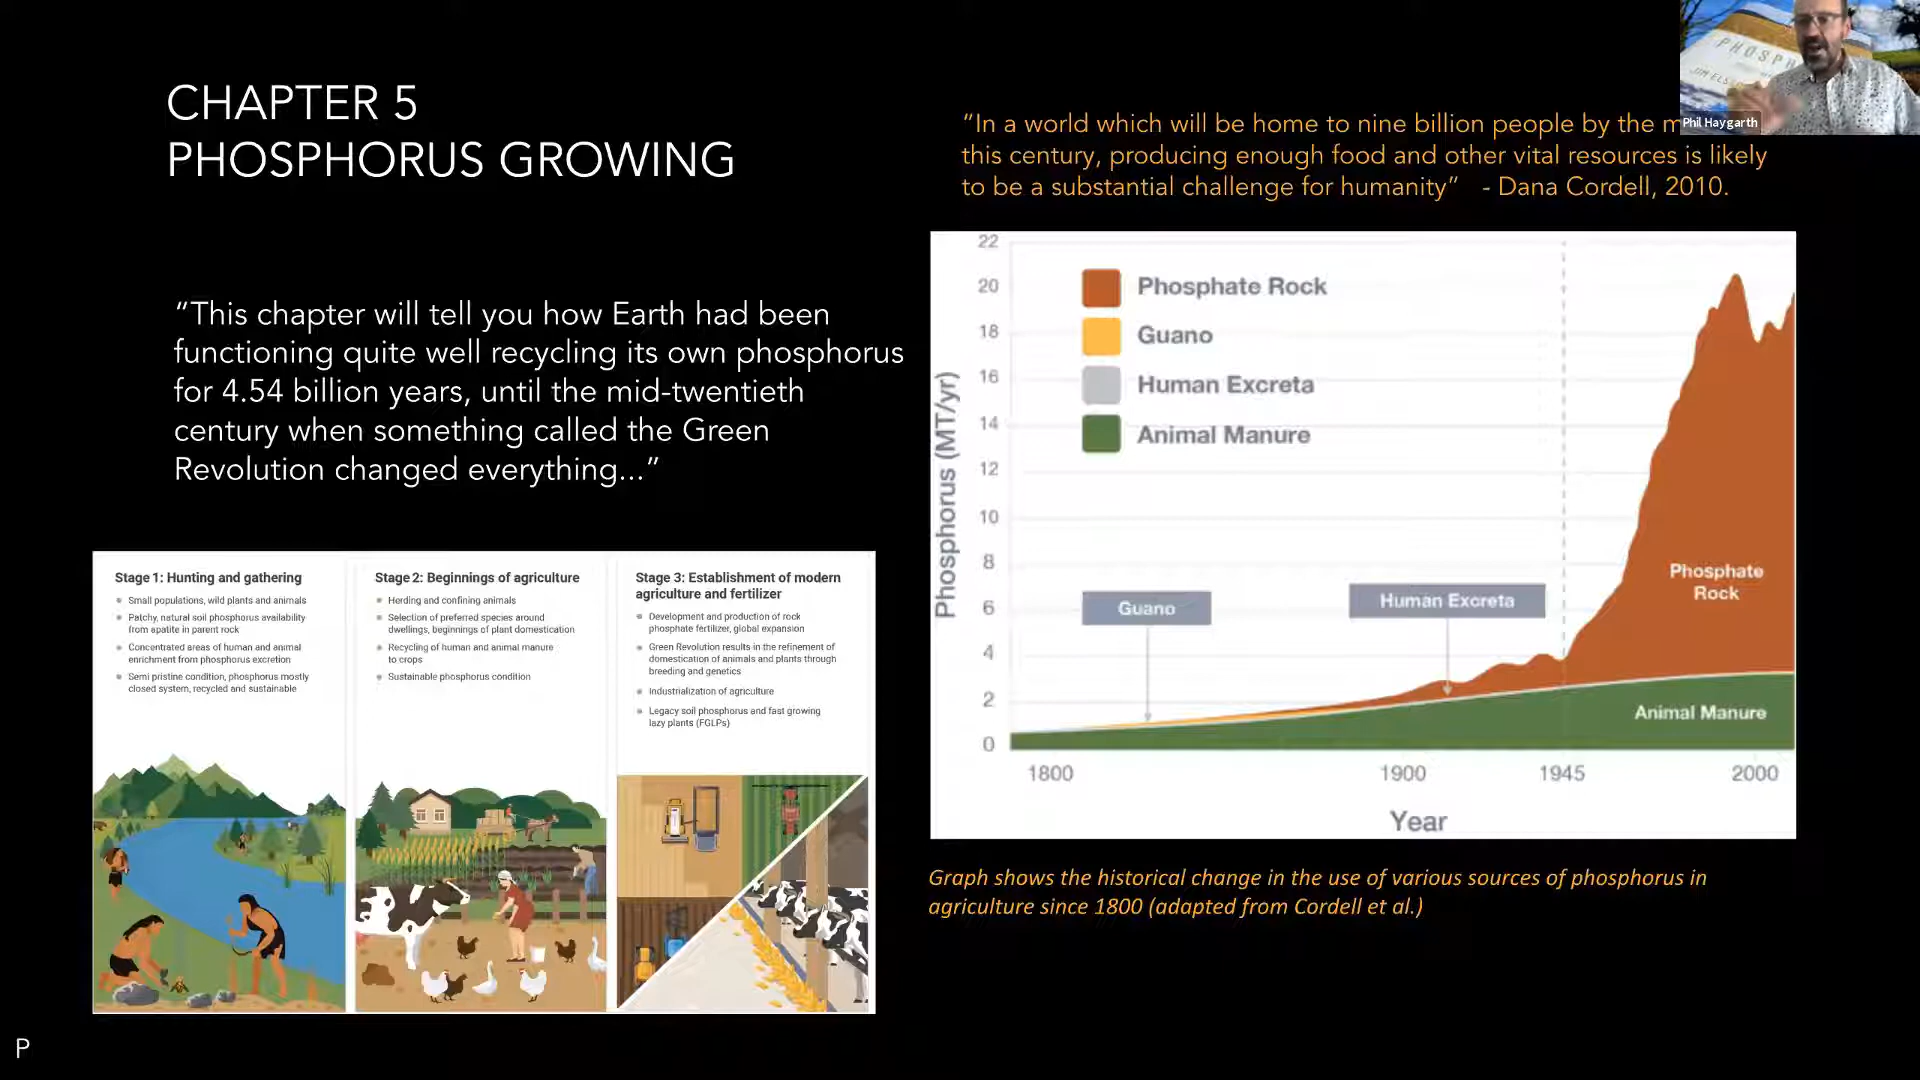 CHAPTER 5
PHOSPHORUS GROWING
“This chapter will tell you how Earth had been
functioning quite well recycling its own phosphorus
for 4.54 billion years, until the mid-twentieth
century when something called the Green
Revolution changed everything...”
Stage 1: Hunting and gathering
Small populations, wild plants and animals
Patchy, natural soil phosphorus availability
from apatite in parent rock
Concentrated areas of human and animal
enrichment from phosphorus excretion
Semi pristine condition, phosphorus mostly
closed system, recycled and sustainable
Stage 2: Beginnings of agriculture
Herding and confining animals
Selection of preferred species around
dwellings, beginnings of plant domestication
Recycling of human and animal manure
to crops
Sustainable phosphorus condition
Stage 3: Establishment of modern
agriculture and fertilizer
Development and production of rock
phosphate fertilizer, global expansion
Green Revolution results in the refinement of
domestication of animals and plants through
breeding and genetics
Industrialization of agriculture
Legacy soil phosphorus and fast growing
lazy plants (FGLPs)
P
“In a world which will be home to nine billion people by the
this century, producing enough food and other vital resources is likely
to be a substantial challenge for humanity” - Dana Cordell, 2010.
Phosphorus (MT/yr)
22
20
18
16
14
12
10
8
6
4
2
0
Phosphate Rock
Guano
Human Excreta
Animal Manure
Guano
Human Excreta
Phosphate
Rock
Animal Manure
1800 1900 1945 2000
Year
Graph shows the historical change in the use of various sources of phosphorus in
agriculture since 1800 (adapted from Cordell et al.)
Phil Haygarth